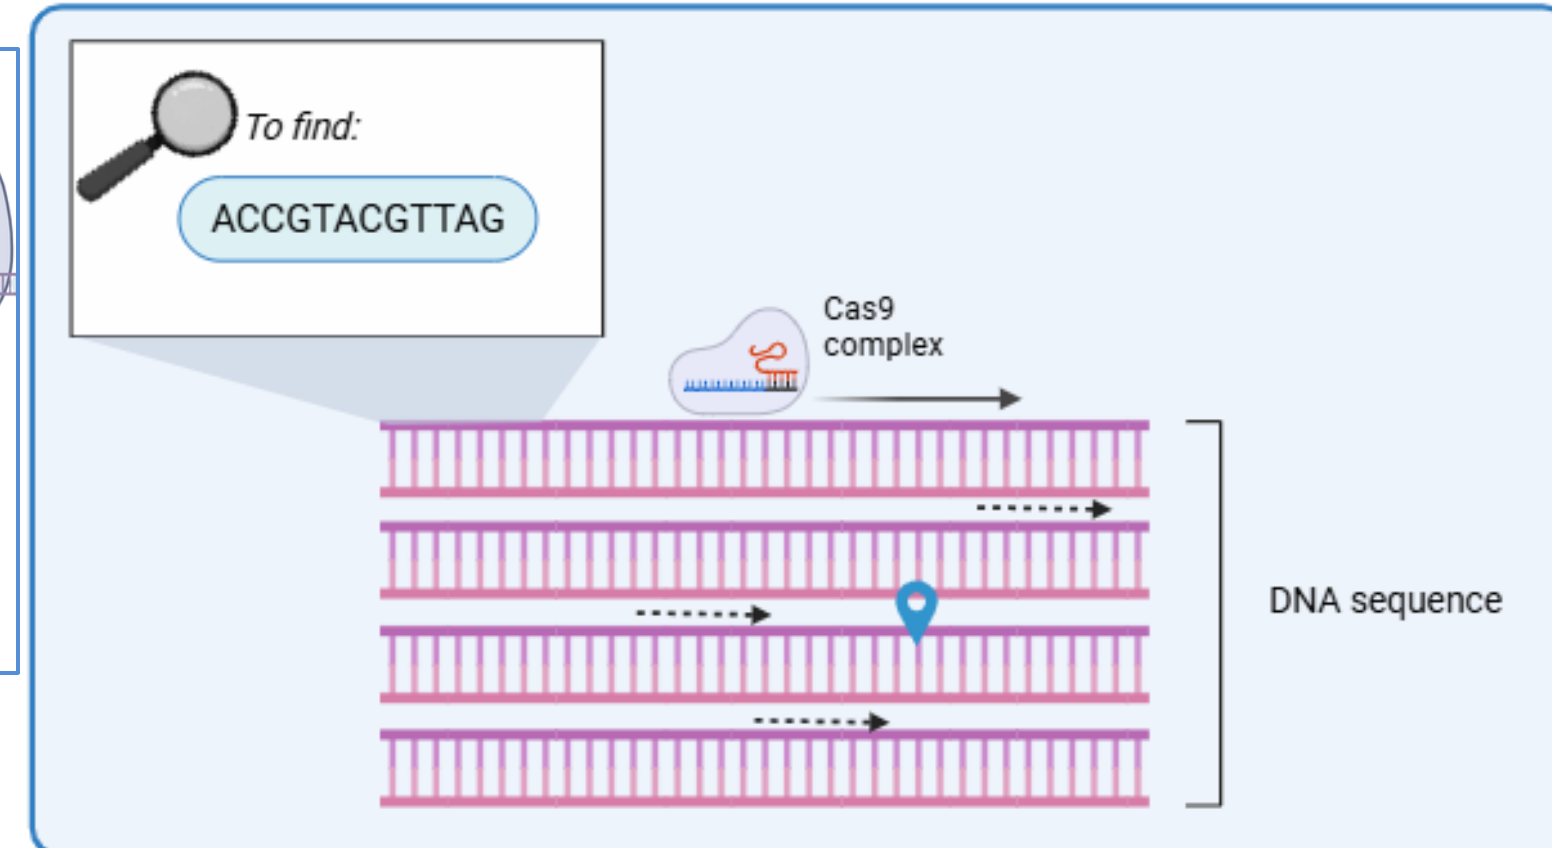 To find:
ACCGTACGTTAG
Cas9
complex
DNA sequence